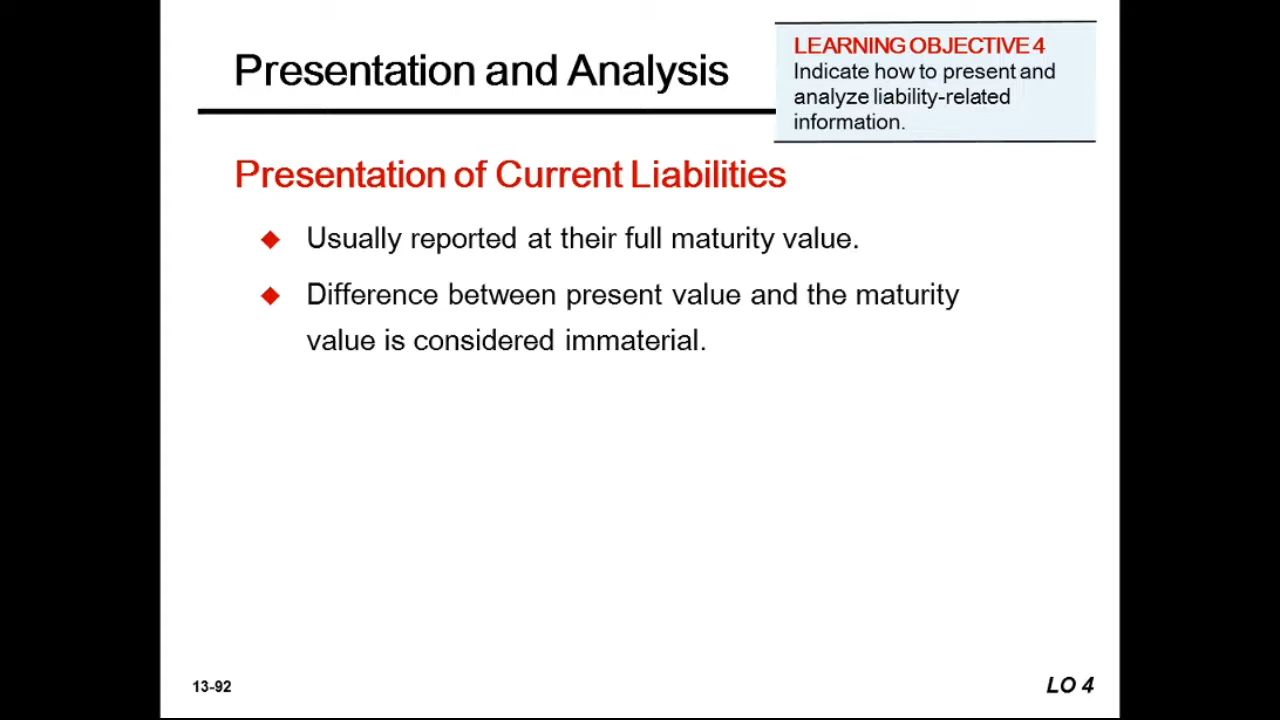 Presentation and Analysis
LEARNING OBJECTIVE 4
Indicate how to present and
analyze liability-related
information.
Presentation of Current Liabilities
Usually reported at their full maturity value.
Difference between present value and the maturity
value is considered immaterial.
13-92
LO 4